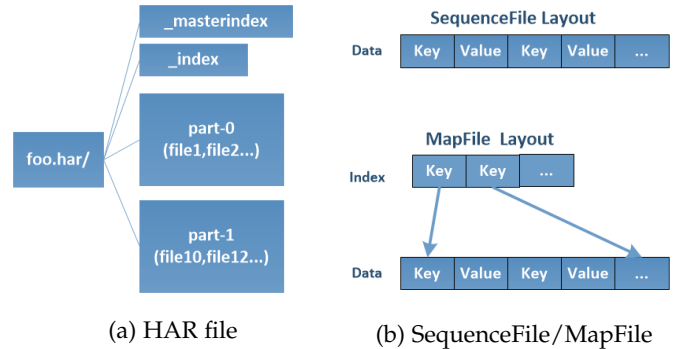 _masterindex
_index
foo.har/
part-0
(file1,file2...)
part-1
(file10,file12...)
(a) HAR file
SequenceFile Layout
Data Key Value Key Value ...
MapFile Layout
Index Key Key ...
Data Key Value Key Value ...
(b) SequenceFile/MapFile